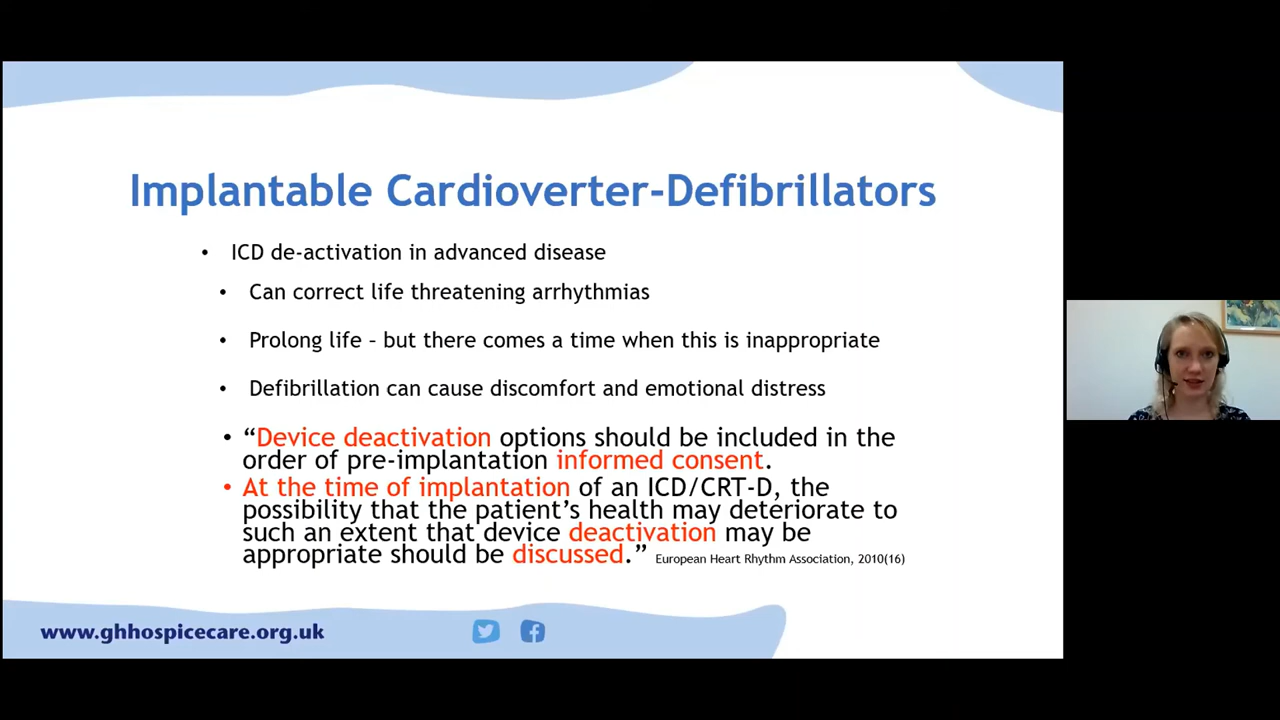 Implantable Cardioverter-Defibrillators
• ICD de-activation in advanced disease
• Can correct life threatening arrhythmias
• Prolong life – but there comes a time when this is inappropriate
• Defibrillation can cause discomfort and emotional distress
• “Device deactivation options should be included in the
order of pre-implantation informed consent.
• At the time of implantation of an ICD/CRT-D, the
possibility that the patient’s health may deteriorate to
such an extent that device deactivation may be
appropriate should be discussed.” European Heart Rhythm Association, 2010(16)
www.ghhospicecare.org.uk